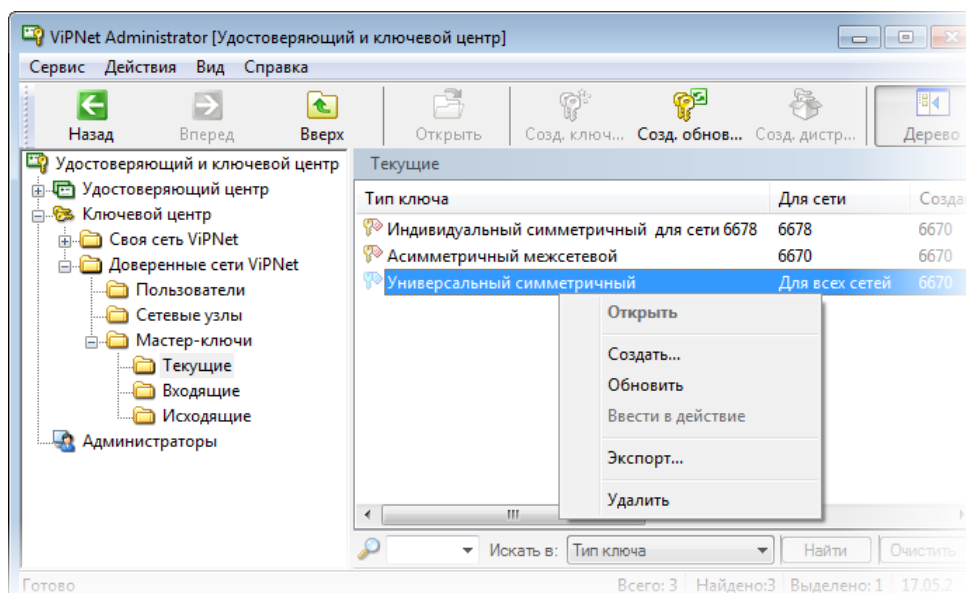 ViPNet Administrator [Удостоверяющий и ключевой центр]
Сервис Действия Вид Справка
Назад Вперед Вверх Открыть Созд. ключ... Созд. обнов... Созд. дистр... Дерево
Удостоверяющий и ключевой центр
Удостоверяющий центр
Ключевой центр
Своя сеть ViPNet
Доверенные сети ViPNet
Пользователи
Сетевые узлы
Мастер-ключи
Текущие
Входящие
Исходящие
Администраторы
Текущие
Тип ключа Для сети Созда
Индивидуальный симметричный для сети 6678 6678 6670
Асимметричный межсетевой 6670 6670
Универсальный симметричный Для всех сетей 6670
Открыть
Создать...
Обновить
Ввести в действие
Экспорт...
Удалить
Искать в: Тип ключа Найти Очистить
Готово Всего: 3 Найдено:3 Выделено: 1 17.05.2